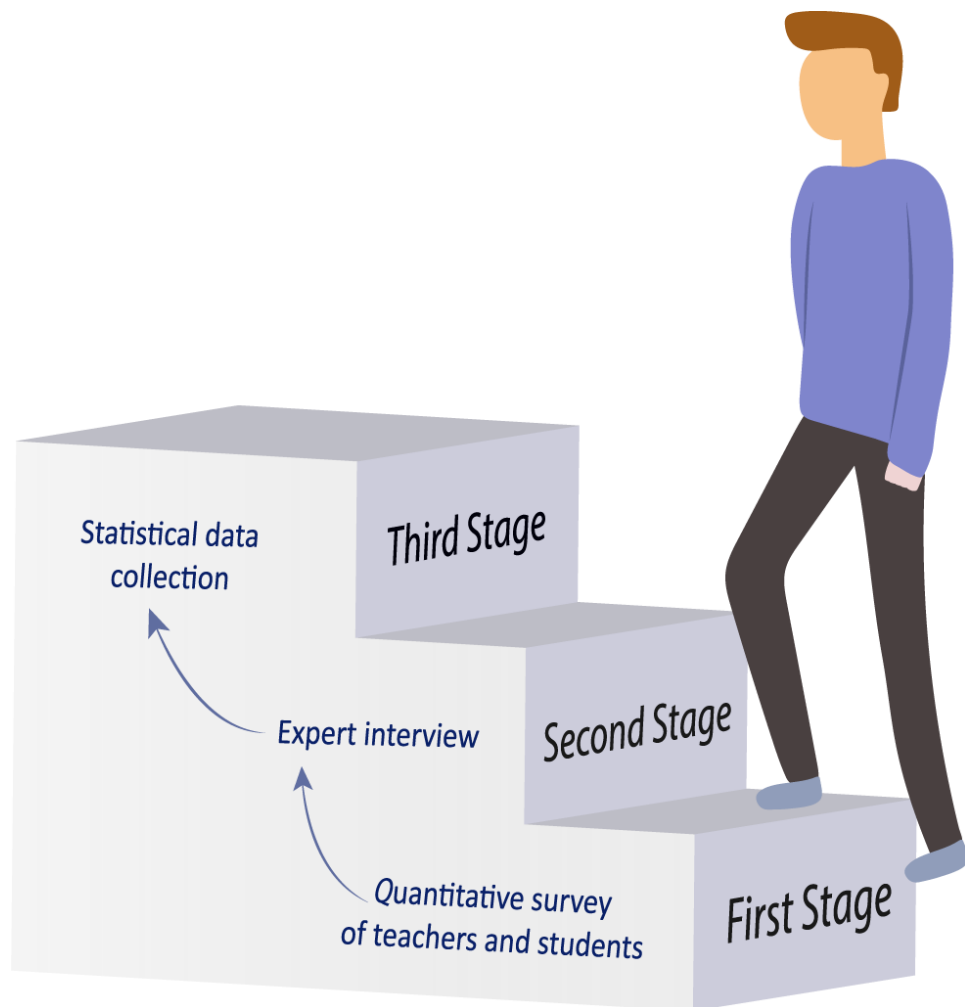 Statistical data
collection
Third Stage
Expert interview
Second Stage
Quantitative survey
of teachers and students
First Stage